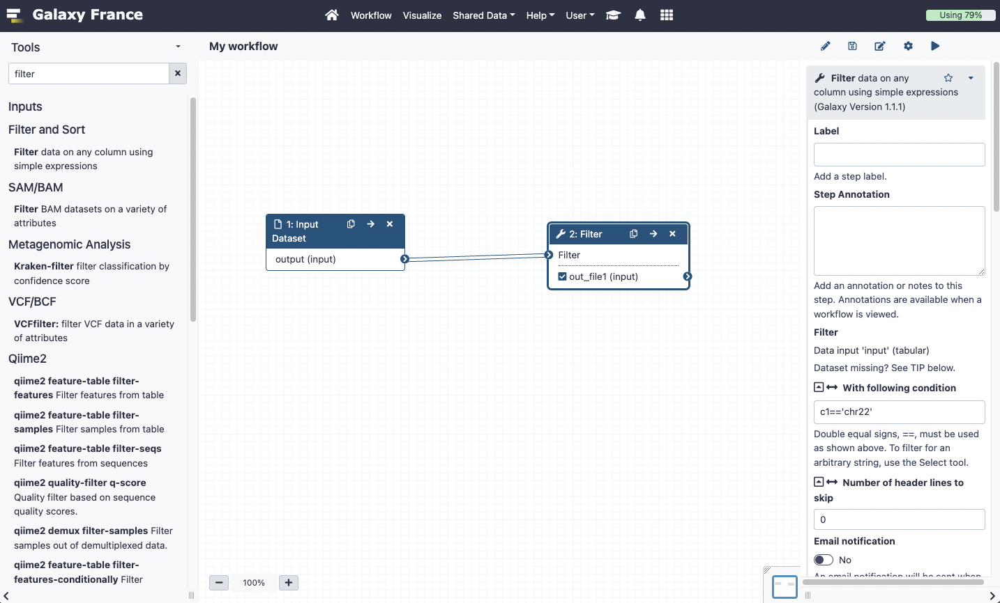 Galaxy France
Workflow Visualize Shared Data Help User
Using 79%
Tools
filter
Inputs
Filter and Sort
Filter data on any column using
simple expressions
SAM/BAM
Filter BAM datasets on a variety of
attributes
Metagenomic Analysis
Kraken-filter filter classification by
confidence score
VCF/BCF
VCFfilter: filter VCF data in a variety
of attributes
Qiime2
qiime2 feature-table filter-
features Filter features from table
qiime2 feature-table filter-
samples Filter samples from table
qiime2 feature-table filter-seqs
Filter features from sequences
qiime2 quality-filter q-score
Quality filter based on sequence
quality scores.
qiime2 demux filter-samples Filter
samples out of demultiplexed data.
qiime2 feature-table filter-
features-conditionally Filter
My workflow
1: Input
Dataset
output (input)
2: Filter
Filter
out_file1 (input)
100%
Filter data on any
column using simple expressions
(Galaxy Version 1.1.1)
Label
Add a step label.
Step Annotation
Add an annotation or notes to this
step. Annotations are available when a
workflow is viewed.
Filter
Data input 'input' (tabular)
Dataset missing? See TIP below.
With following condition
c1=='chr22'
Double equal signs, ==, must be used
as shown above. To filter for an
arbitrary string, use the Select tool.
Number of header lines to
skip
0
Email notification
No
An email notification will be sent when